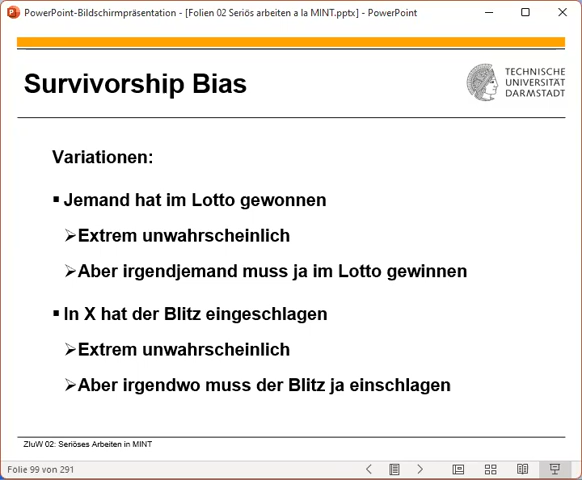 PowerPoint-Bildschirmpräsentation - [Folien 02 Seriös arbeiten a la MINT.pptx] - PowerPoint
Survivorship Bias
TECHNISCHE
UNIVERSITÄT
DARMSTADT
Variationen:
Jemand hat im Lotto gewonnen
Extrem unwahrscheinlich
Aber irgendjemand muss ja im Lotto gewinnen
In X hat der Blitz eingeschlagen
Extrem unwahrscheinlich
Aber irgendwo muss der Blitz ja einschlagen
ZIuW 02: Seriöses Arbeiten in MINT
Folie 99 von 291